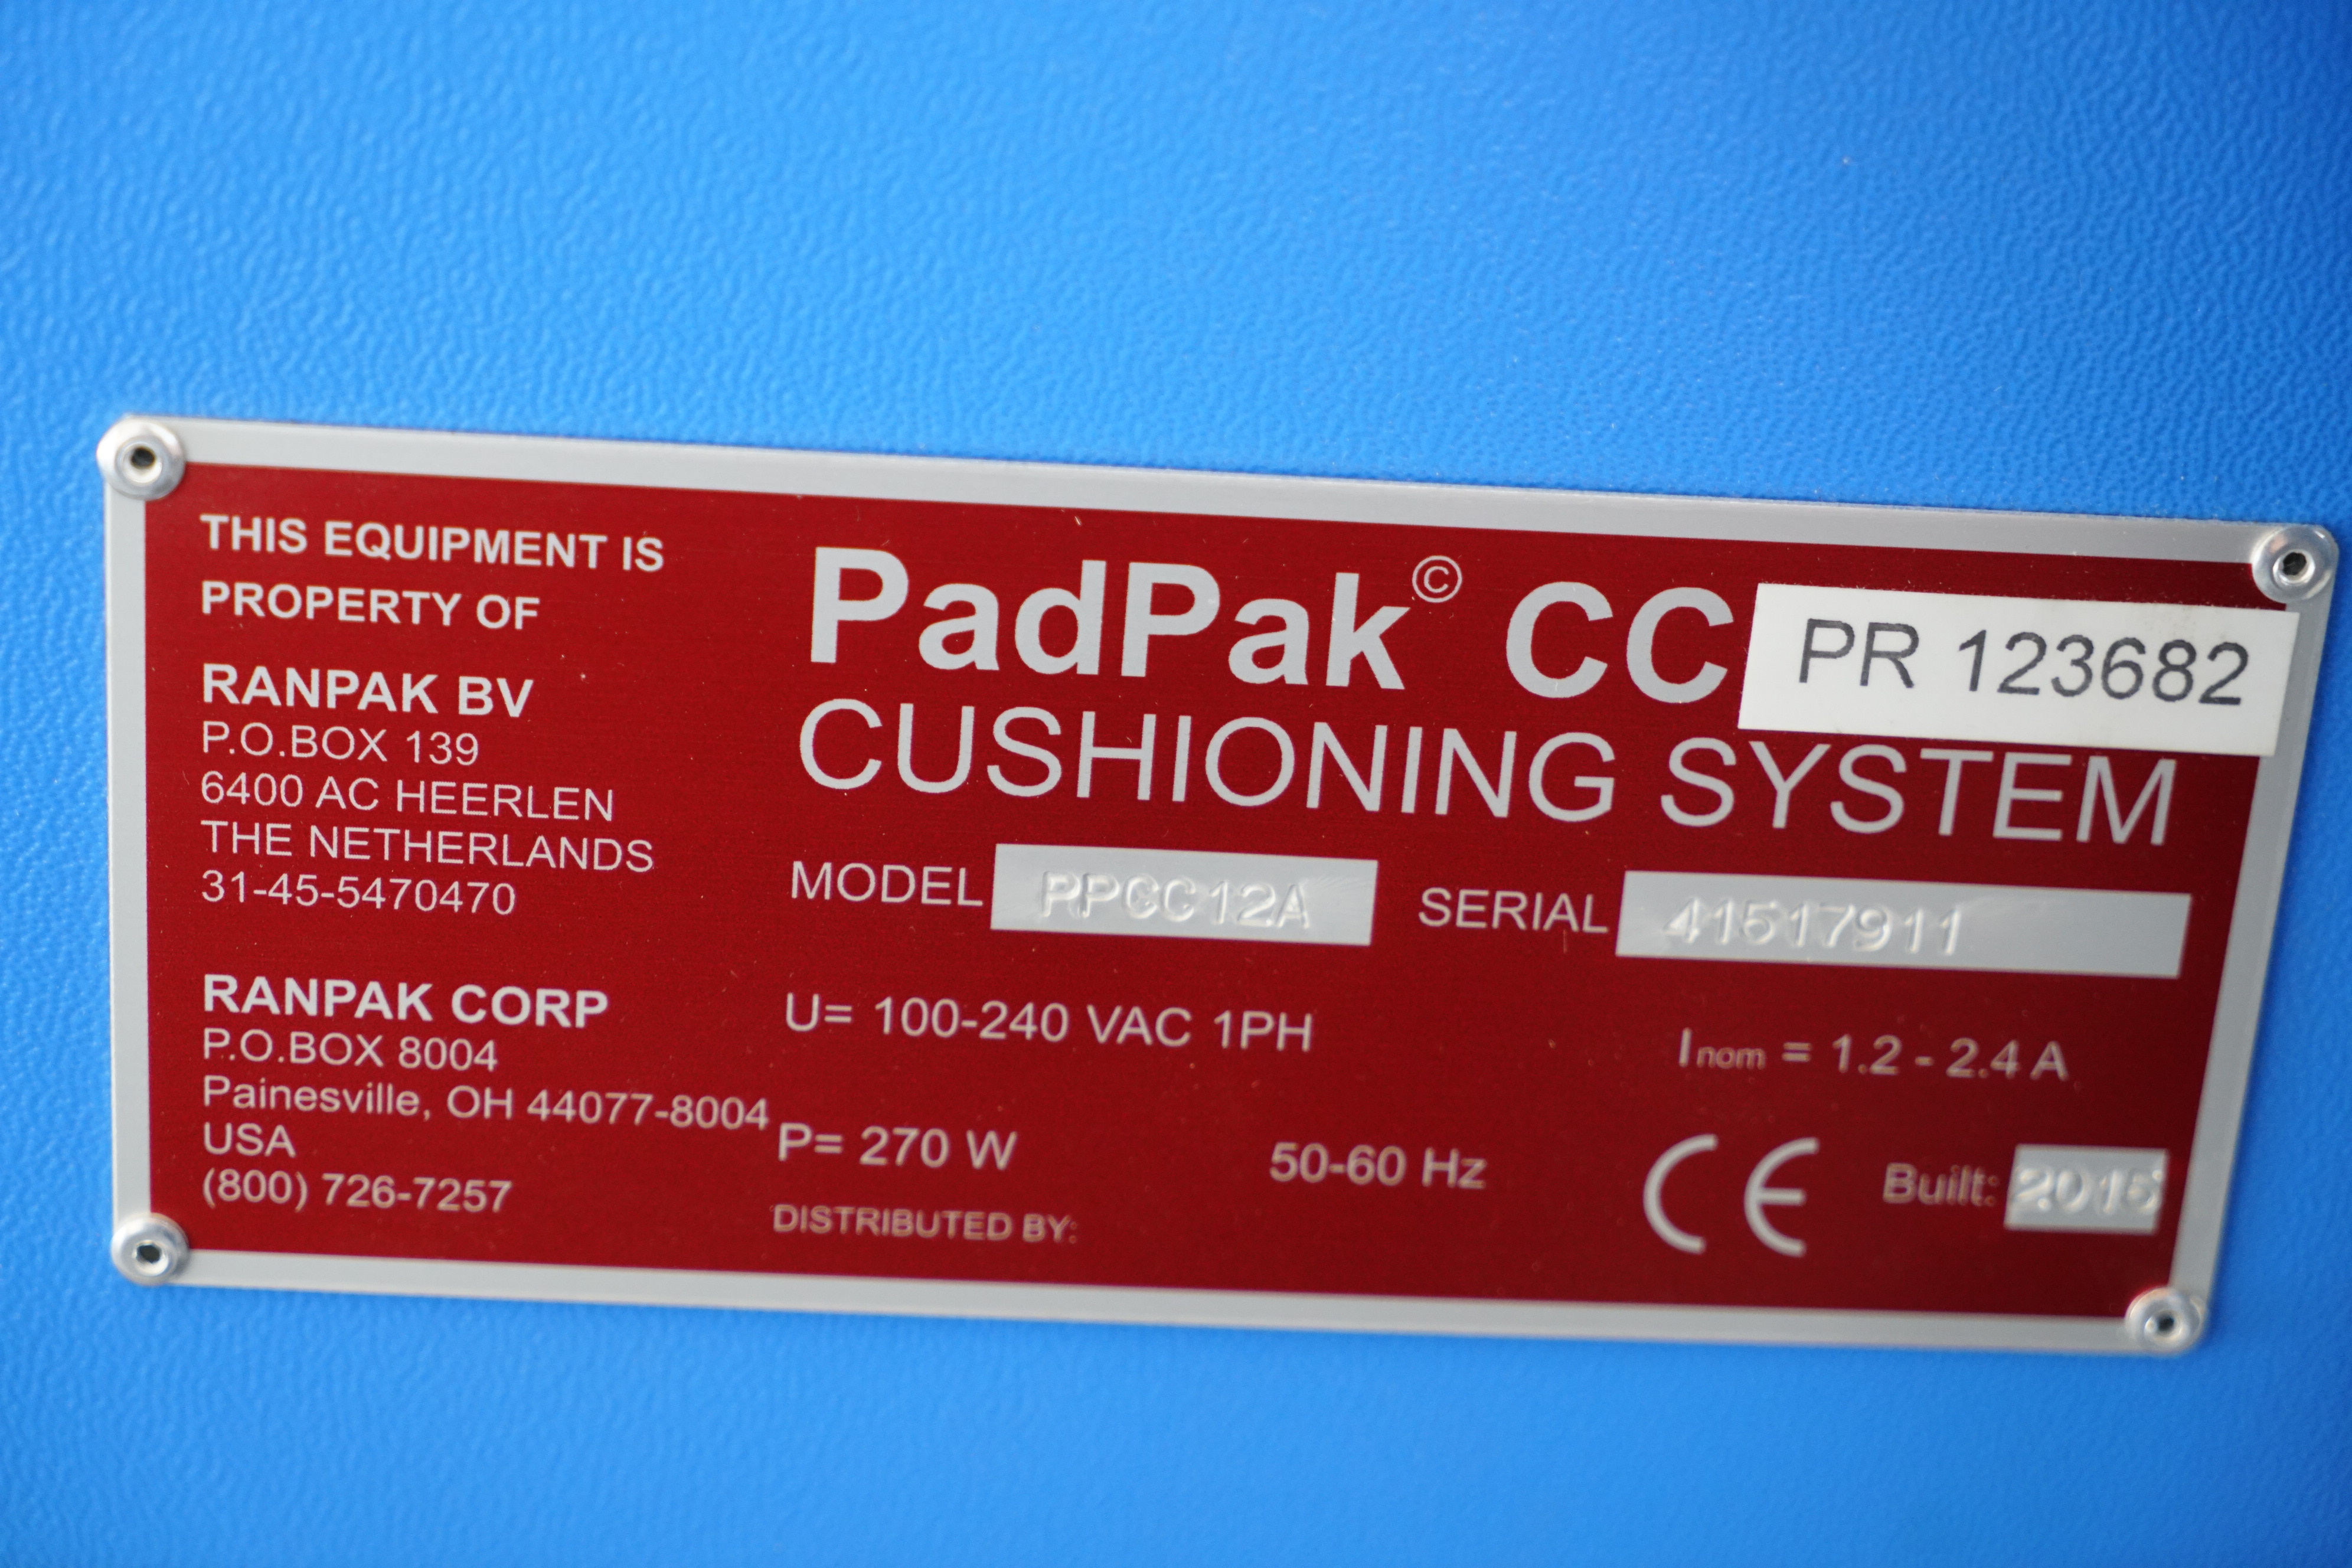 THIS EQUIPMENT IS
PROPERTY OF
RANPAK BV
P.O.BOX 139
6400 AC HEERLEN
THE NETHERLANDS
31-45-5470470
RANPAK CORP
P.O.BOX 8004
Painesville, OH 44077-8004
USA
(800) 726-7257
PadPak© CC
PR 123682
CUSHIONING SYSTEM
MODEL PPCC12A SERIAL 41517911
U= 100-240 VAC 1PH Inom = 1.2 - 2.4 A
P= 270 W 50-60 Hz CE Built: 2015
DISTRIBUTED BY: